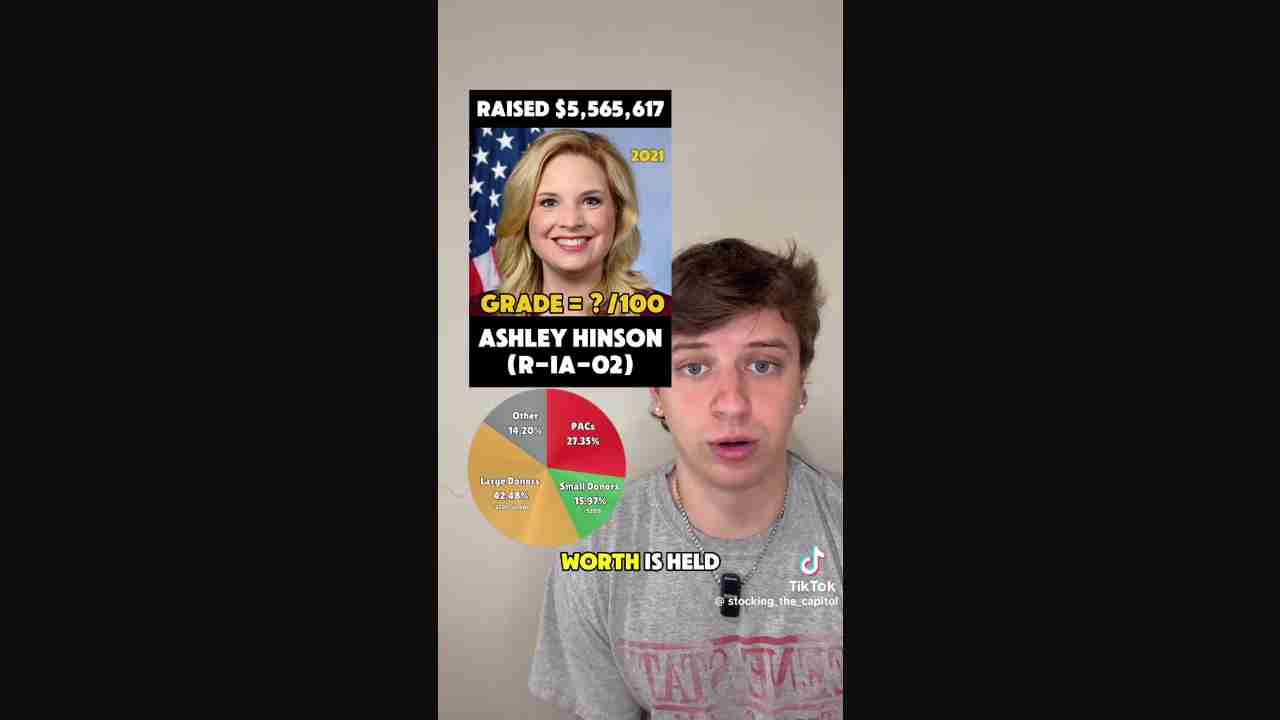 RAISED $5,565,617
2021
GRADE = ?/100
ASHLEY HINSON
(R-IA-02)
Other
14.20%
PACs
27.35%
Large Donors
42.48%
Small Donors
15.97%
WORTH IS HELD
TikTok
@ stocking_the_capitol